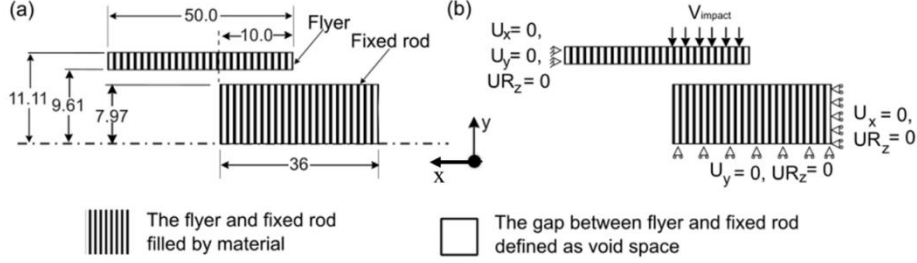 (a)
50.0
10.0
Flyer
Fixed rod
11.11
9.61
7.97
36
y
x
(b)
Vimpact
Ux= 0,
Uy= 0,
URz= 0
Ux= 0,
URz= 0
Uy= 0, URz= 0
The flyer and fixed rod
filled by material
The gap between flyer and fixed rod
defined as void space